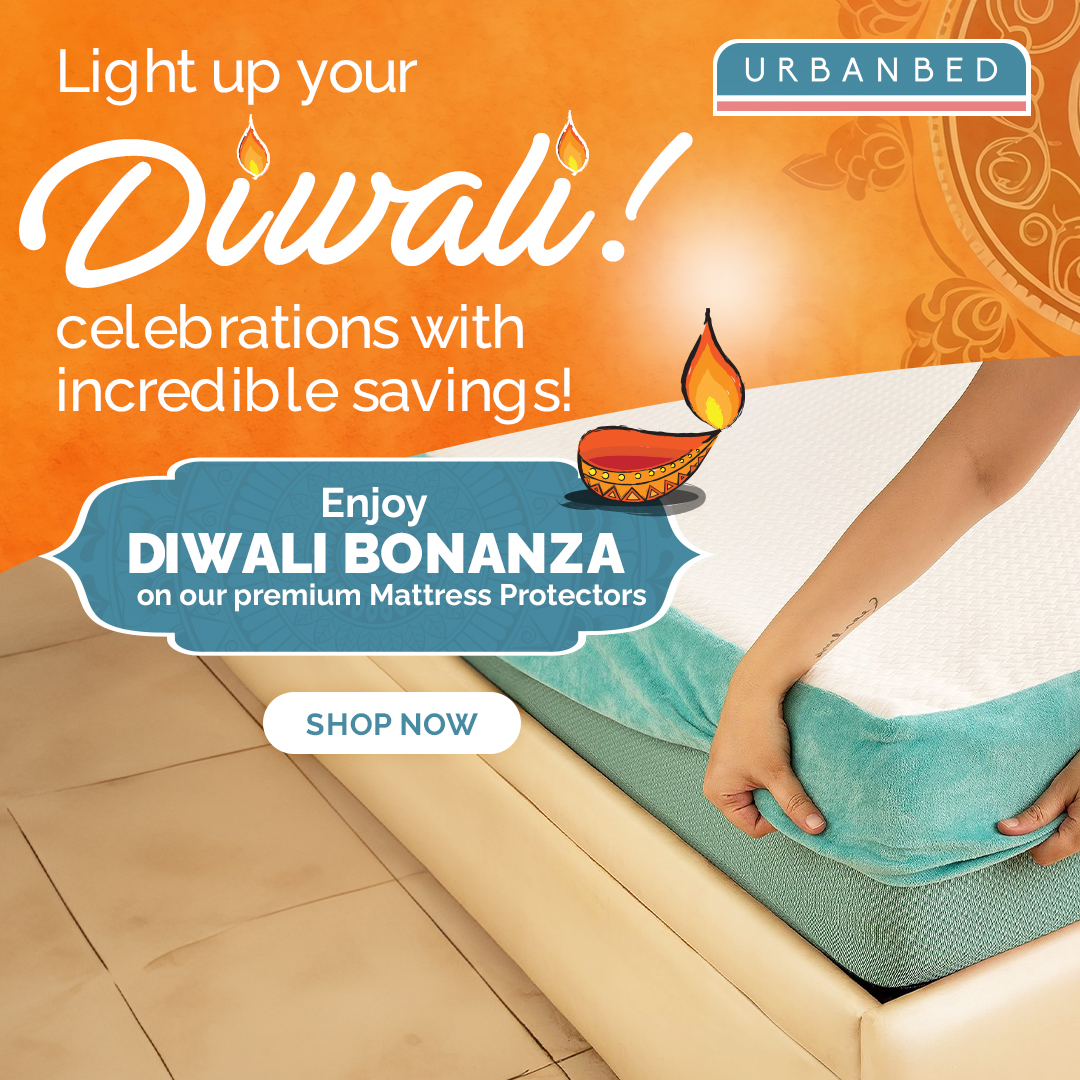 Light up your
URBANBED
Diwali!
celebrations with
incredible savings!
Enjoy
DIWALI BONANZA
on our premium Mattress Protectors
SHOP NOW